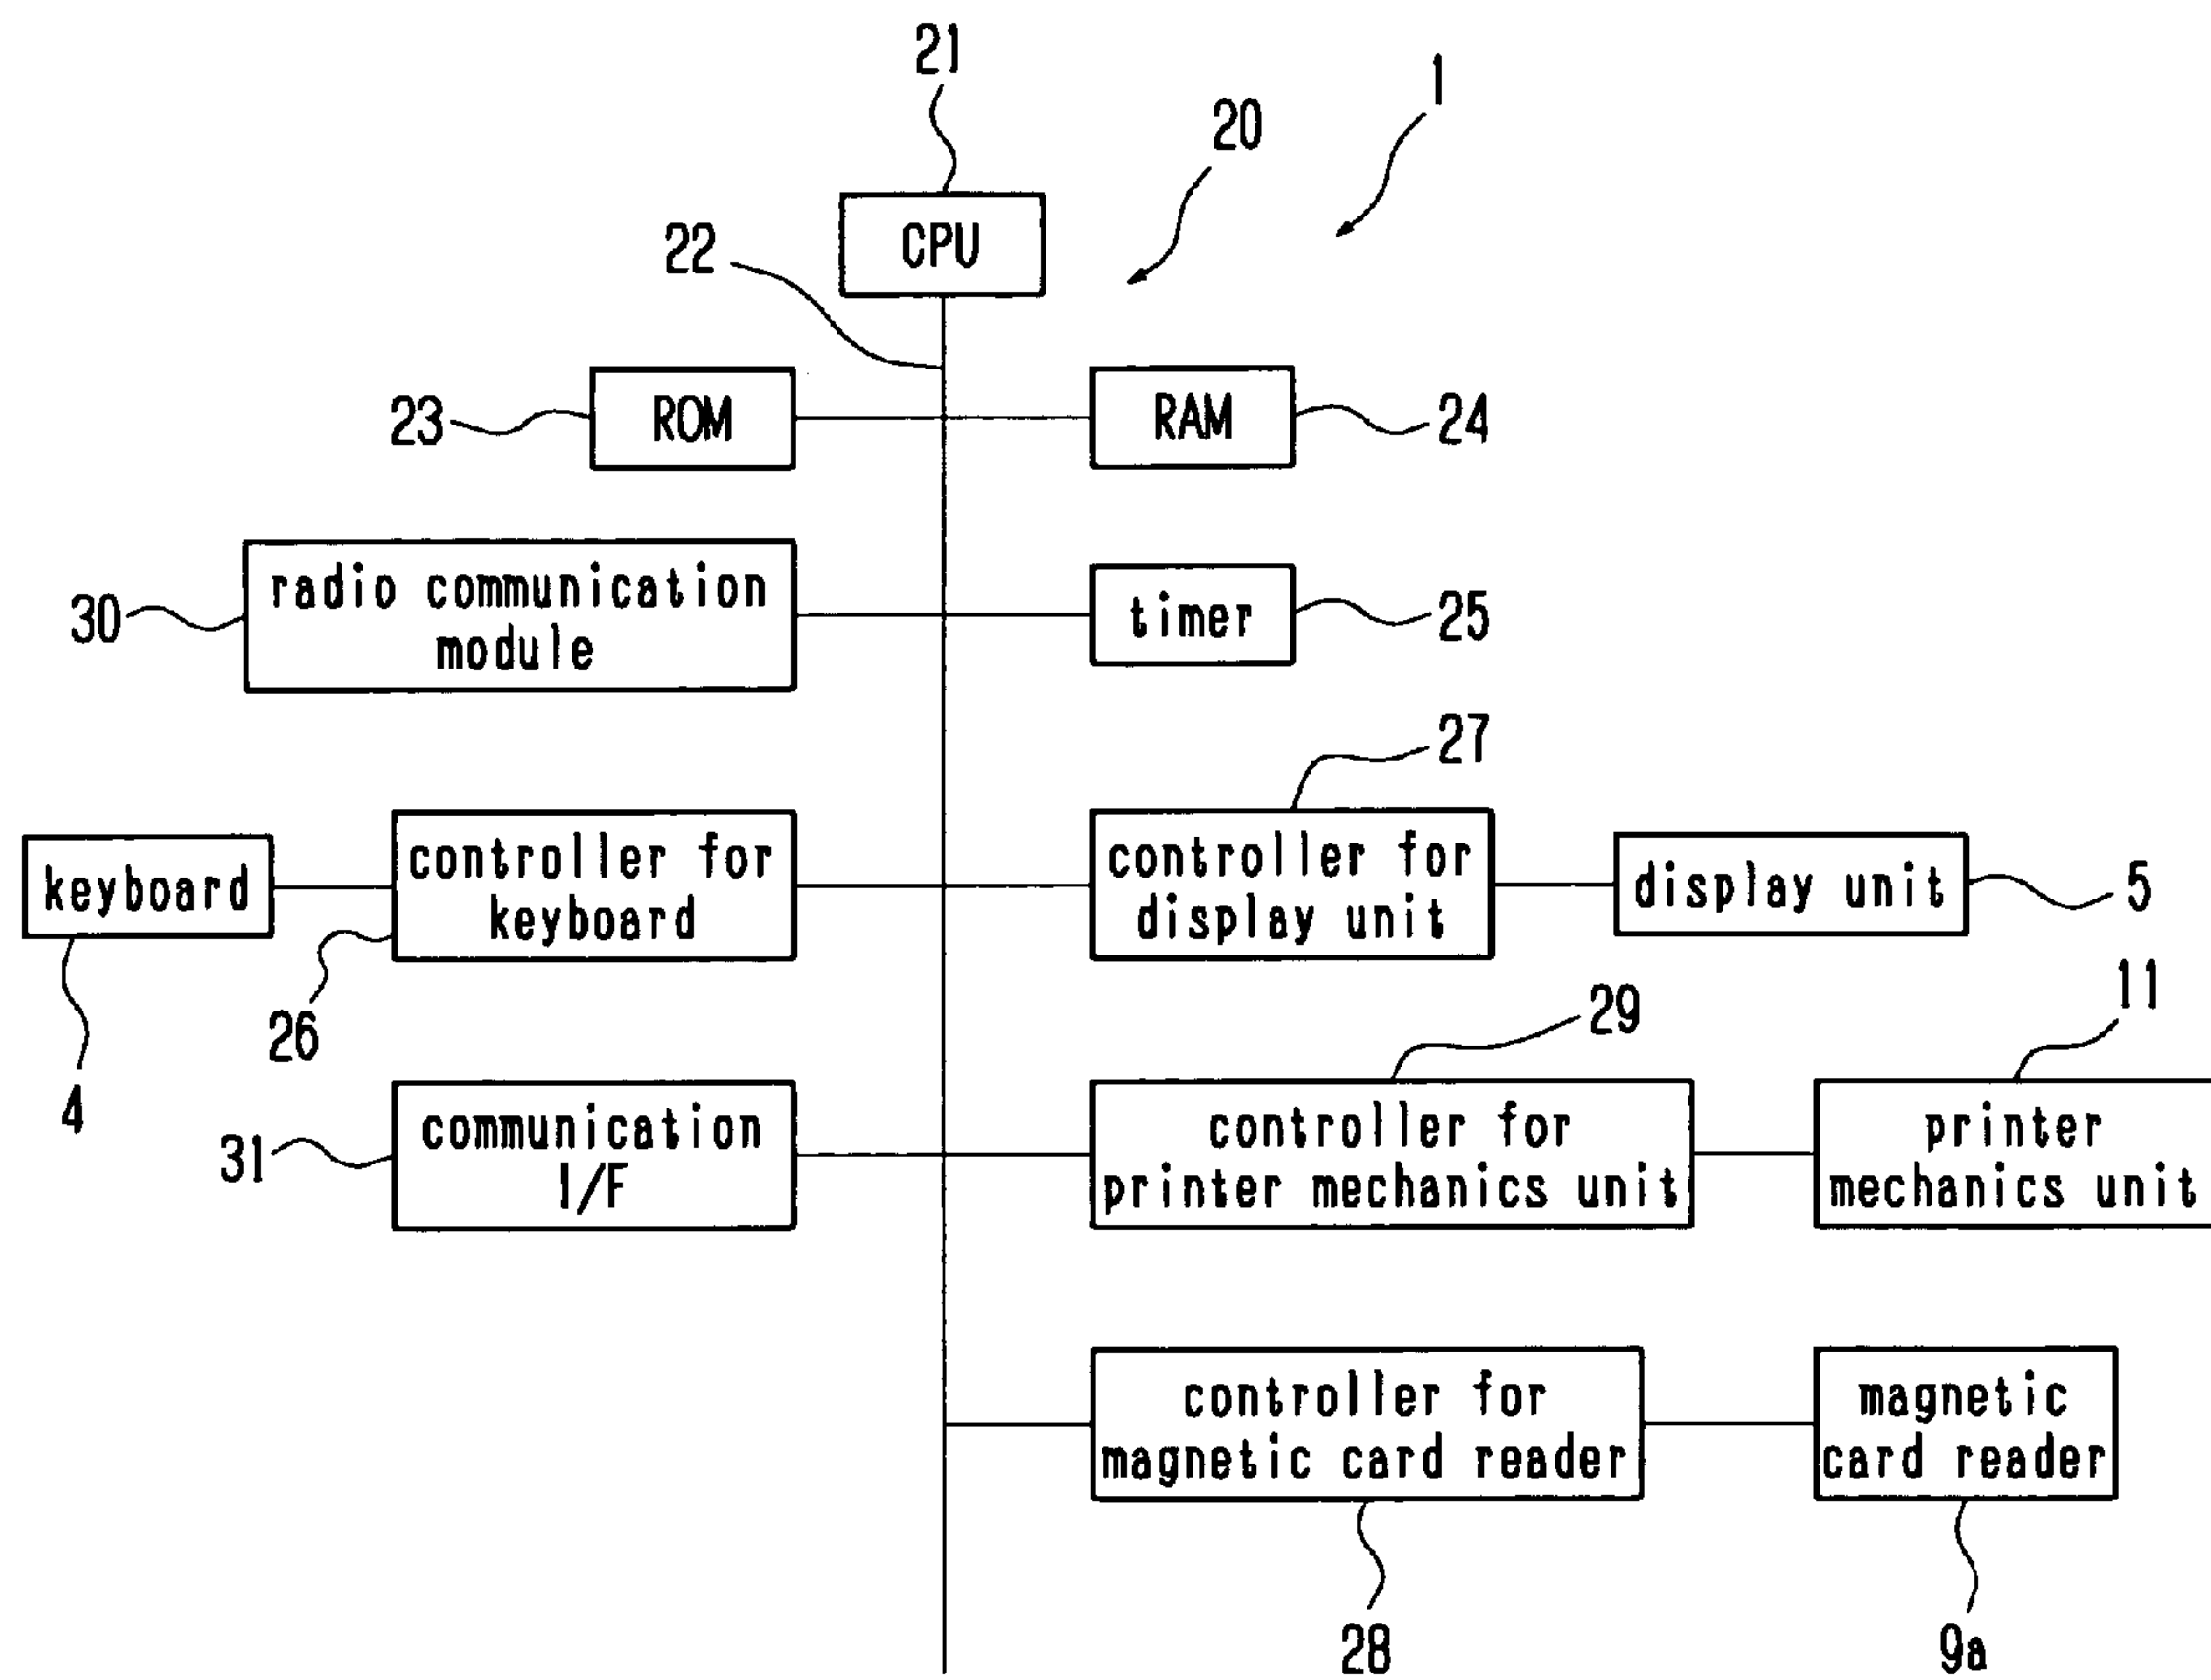 21
1
20
CPU
22
23
ROM
RAM
24
30
radio communication
module
timer
25
27
keyboard
controller for
keyboard
controller for
display unit
display unit
5
4
26
29
11
31
communication
I/F
controller for
printer mechanics unit
printer
mechanics unit
controller for
magnetic card reader
magnetic
card reader
28
9a